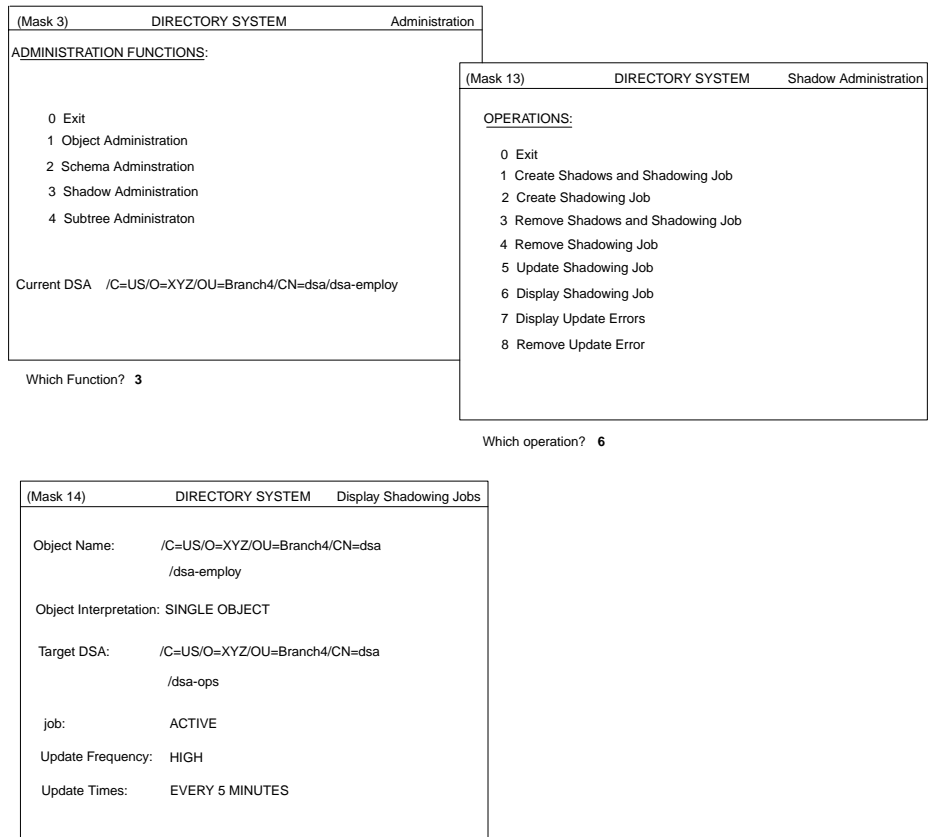 (Mask 3) DIRECTORY SYSTEM Administration
ADMINISTRATION FUNCTIONS:
0 Exit
1 Object Administration
2 Schema Adminstration
3 Shadow Administration
4 Subtree Administraton
Current DSA /C=US/O=XYZ/OU=Branch4/CN=dsa/dsa-employ
Which Function? 3
(Mask 13) DIRECTORY SYSTEM Shadow Administration
OPERATIONS:
0 Exit
1 Create Shadows and Shadowing Job
2 Create Shadowing Job
3 Remove Shadows and Shadowing Job
4 Remove Shadowing Job
5 Update Shadowing Job
6 Display Shadowing Job
7 Display Update Errors
8 Remove Update Error
Which operation? 6
(Mask 14) DIRECTORY SYSTEM Display Shadowing Jobs
Object Name: /C=US/O=XYZ/OU=Branch4/CN=dsa
/dsa-employ
Object Interpretation: SINGLE OBJECT
Target DSA: /C=US/O=XYZ/OU=Branch4/CN=dsa
/dsa-ops
job: ACTIVE
Update Frequency: HIGH
Update Times: EVERY 5 MINUTES